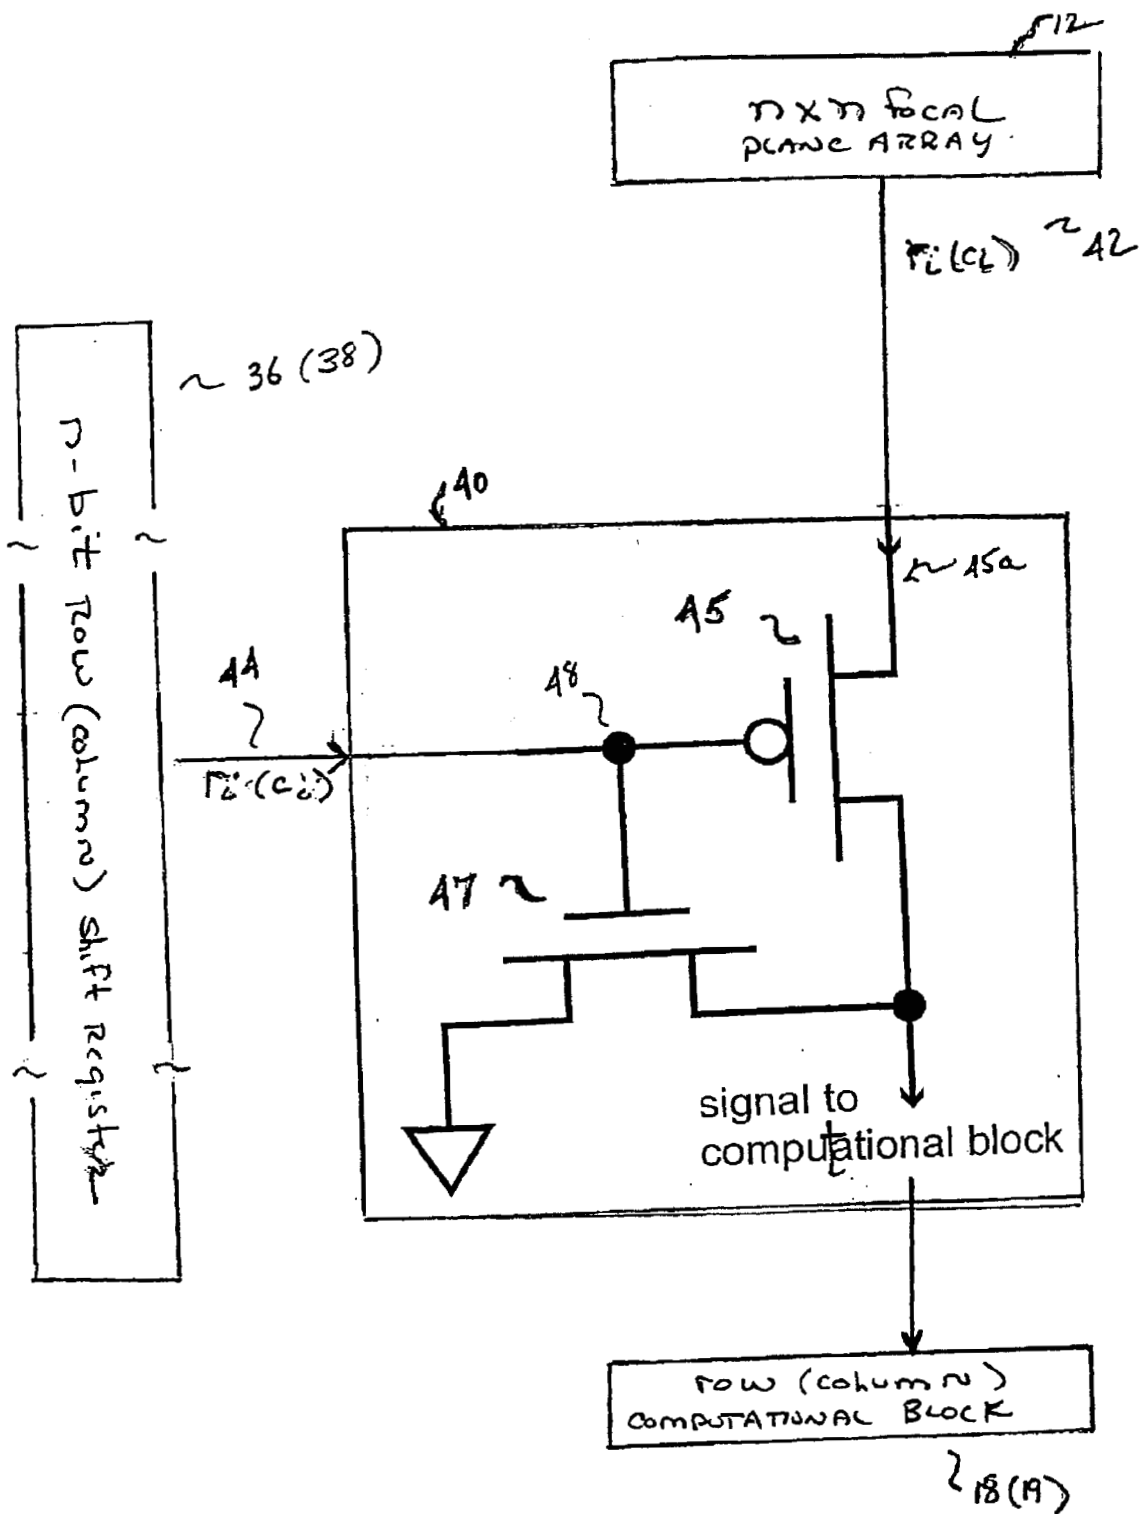 12
n x n focal
plane array
ri(ci) ~ 42
~ 36 (38)
n-bit Row (column) shift Register
40
45a
45
44
48
ri (ci)
47
signal to
computational block
row (column)
computational block
18(19)